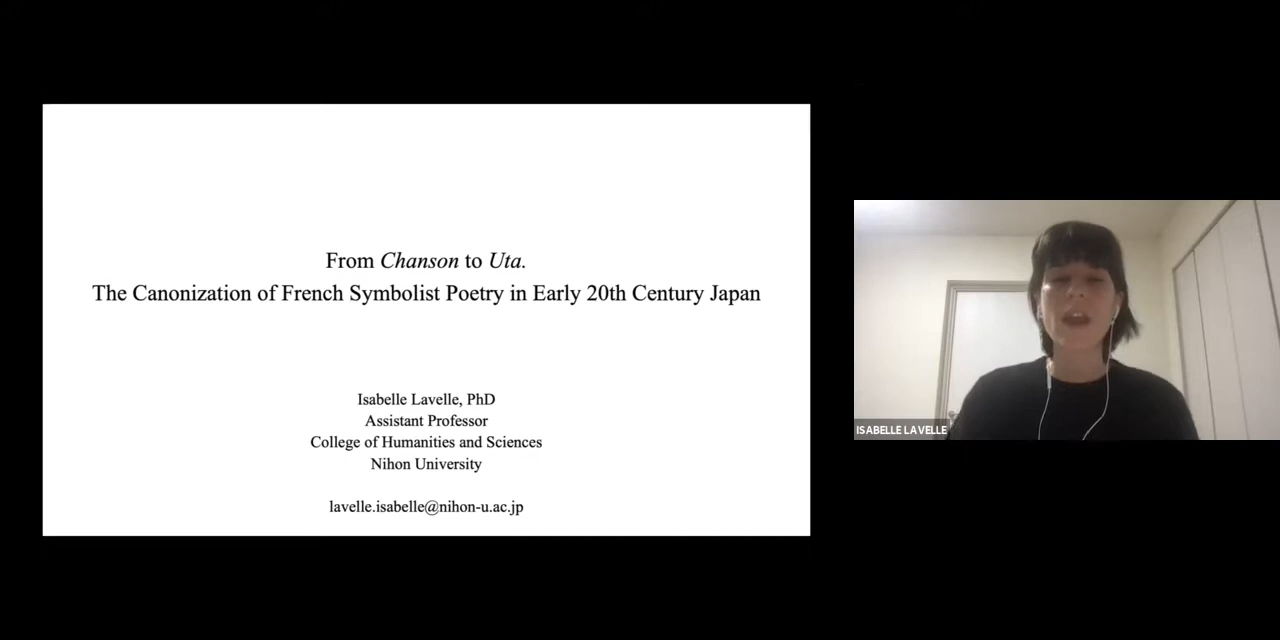 From Chanson to Uta.
The Canonization of French Symbolist Poetry in Early 20th Century Japan
Isabelle Lavelle, PhD
Assistant Professor
College of Humanities and Sciences
Nihon University
lavelle.isabelle@nihon-u.ac.jp
ISABELLE LAVELLE